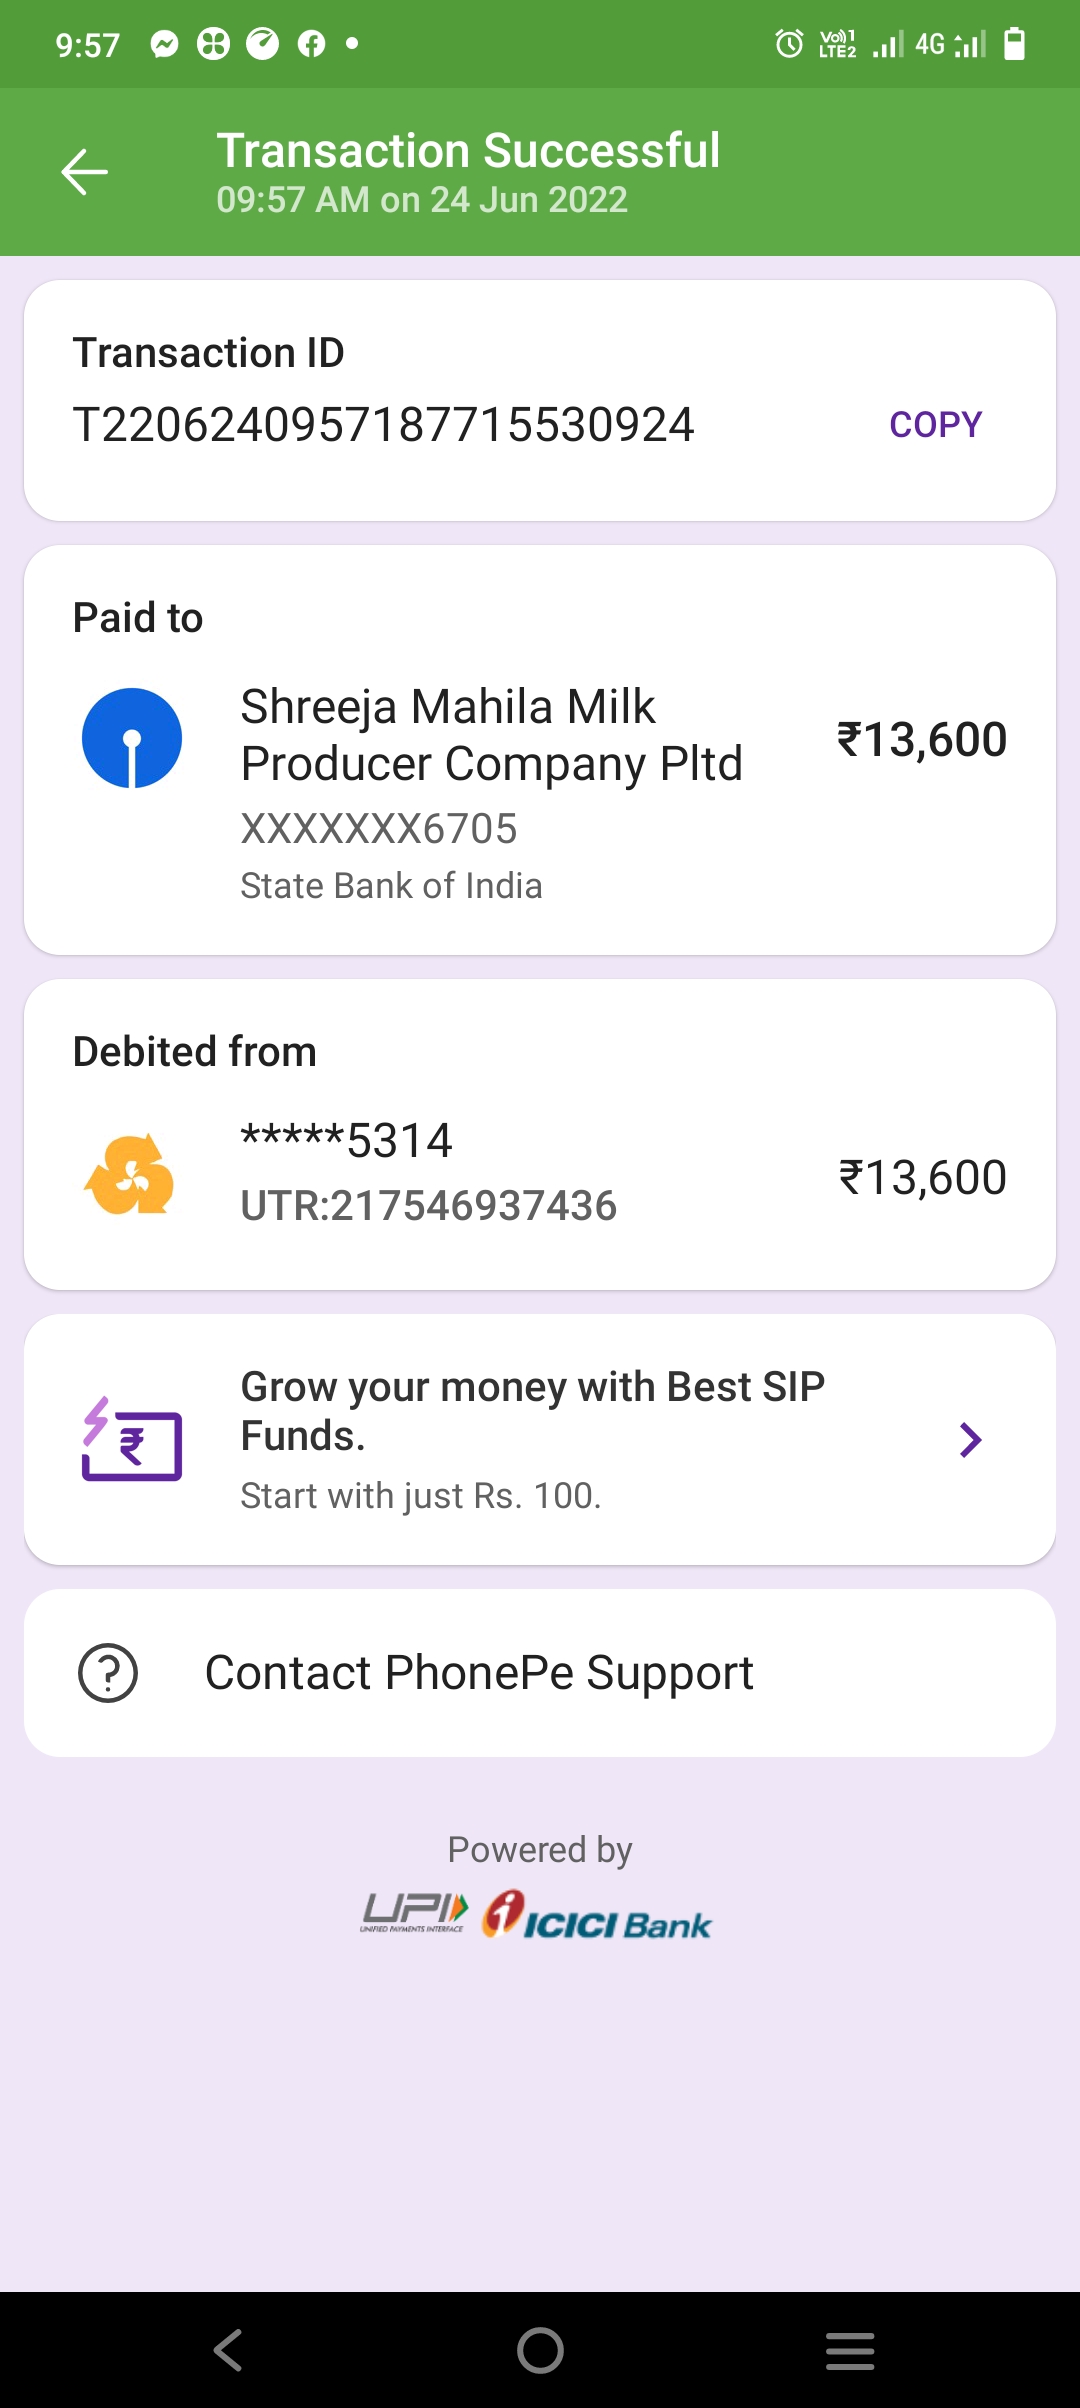 9:57
Vo))1
LTE2
4G
Transaction Successful
09:57 AM on 24 Jun 2022
Transaction ID
T2206240957187715530924
COPY
Paid to
Shreeja Mahila Milk
Producer Company Pltd
₹13,600
XXXXXXX6705
State Bank of India
Debited from
*****5314
₹13,600
UTR:217546937436
Grow your money with Best SIP
Funds.
Start with just Rs. 100.
Contact PhonePe Support
Powered by
UPI
UNIFIED PAYMENTS INTERFACE
ICICI Bank